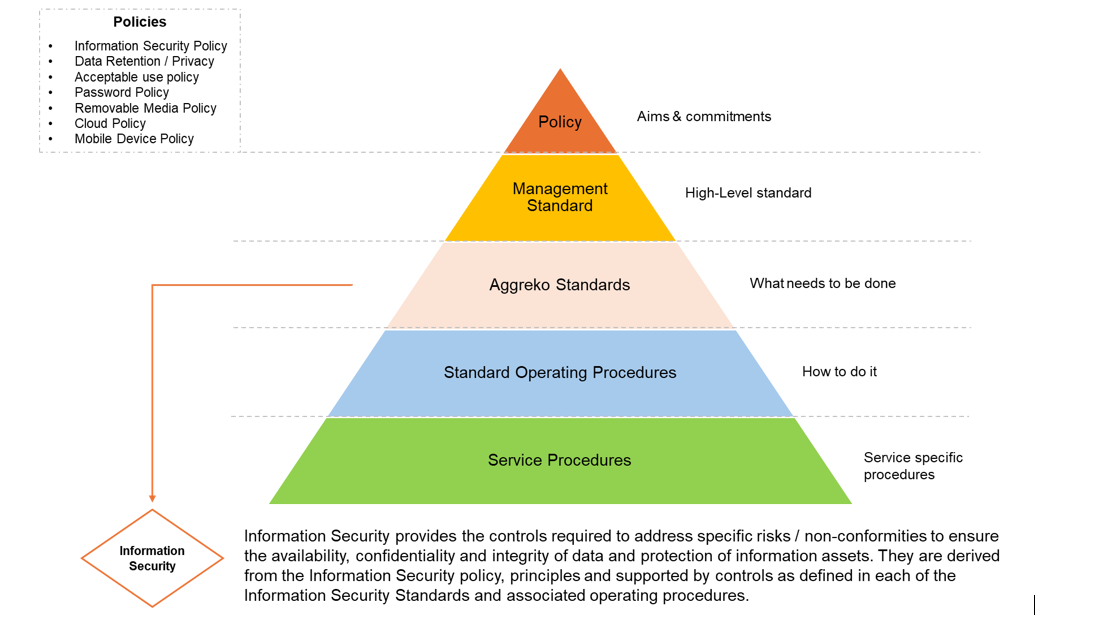 Policies
• Information Security Policy
• Data Retention / Privacy
• Acceptable use policy
• Password Policy
• Removable Media Policy
• Cloud Policy
• Mobile Device Policy
Policy
Aims & commitments
Management
Standard
High-Level standard
Aggreko Standards
What needs to be done
Standard Operating Procedures
How to do it
Service Procedures
Service specific
procedures
Information
Security
Information Security provides the controls required to address specific risks / non-conformities to ensure
the availability, confidentiality and integrity of data and protection of information assets. They are derived
from the Information Security policy, principles and supported by controls as defined in each of the
Information Security Standards and associated operating procedures.